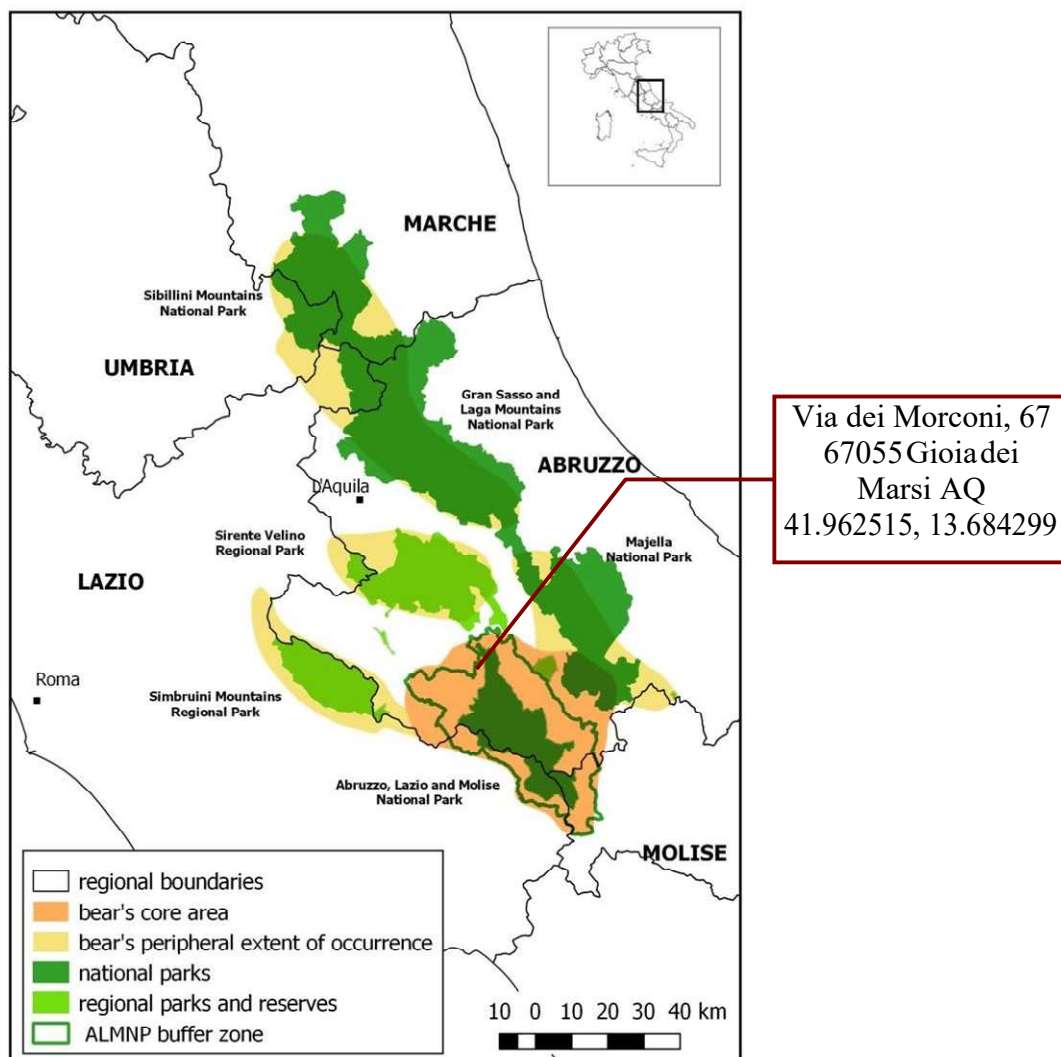 MARCHE
Sibillini Mountains
National Park
UMBRIA
Gran Sasso and
Laga Mountains
National Park
ABRUZZO
L'Aquila
Via dei Morconi, 67
67055 Gioia dei
Marsi AQ
41.962515, 13.684299
Sirente Velino
Regional Park
Majella
National Park
LAZIO
Roma
Simbruini Mountains
Regional Park
Abruzzo, Lazio and Molise
National Park
MOLISE
regional boundaries
bear's core area
bear's peripheral extent of occurrence
national parks
regional parks and reserves
ALMNP buffer zone
10 0 10 20 30 40 km